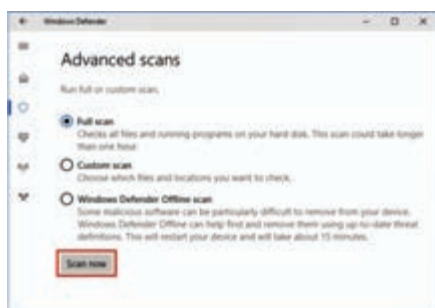 Windows Defender
Advanced scans
Run full or custom scan.
Full scan
Checks all files and running programs on your hard disk. This scan could take longer
than one hour.
Custom scan
Choose which files and locations you want to check.
Windows Defender Offline scan
Some malicious software can be particularly difficult to remove from your device.
Windows Defender Offline can help find and remove them using up-to-date threat
definitions. This will restart your device and will take about 15 minutes.
Scan now